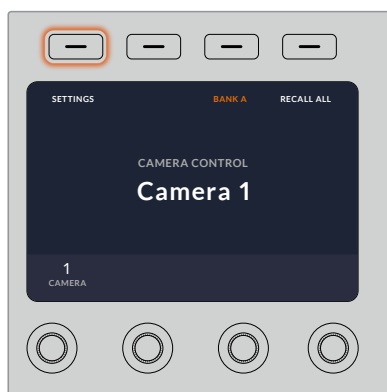 SETTINGS BANK A RECALL ALL
CAMERA CONTROL
Camera 1
1
CAMERA